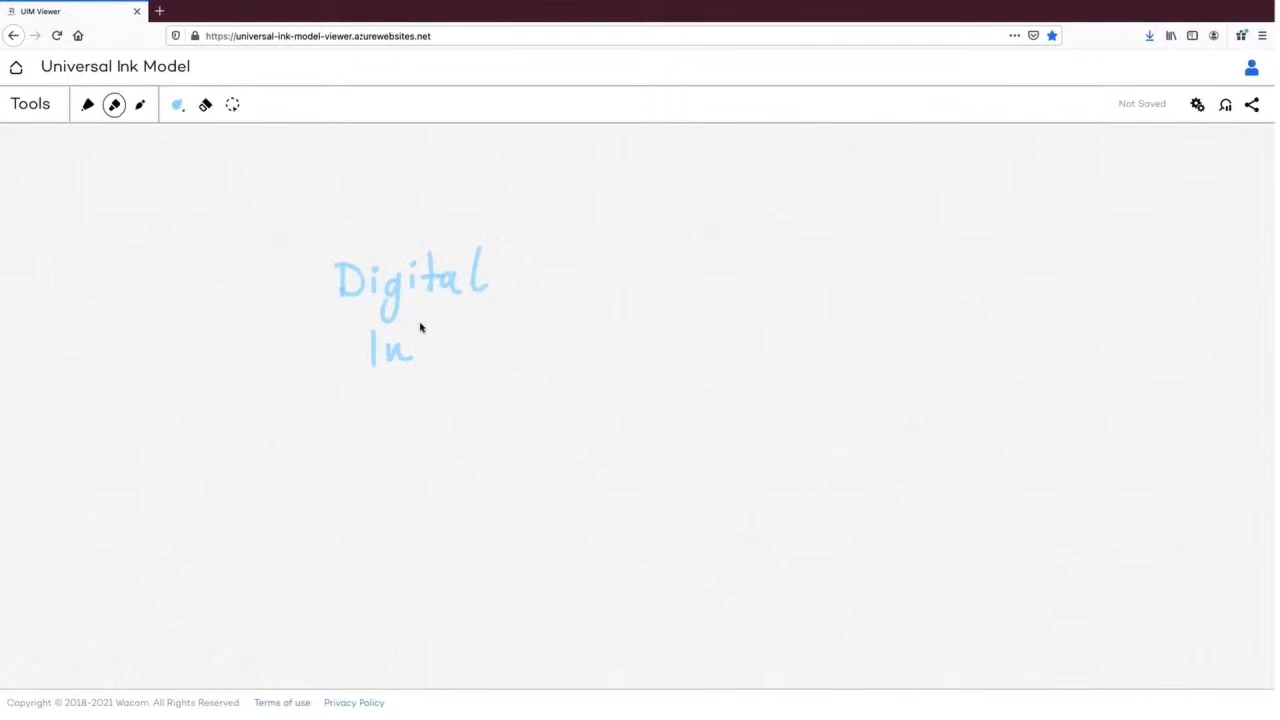 UIM Viewer
https://universal-ink-model-viewer.azurewebsites.net
Universal Ink Model
Tools
Not Saved
Digital
In
Copyright © 2018-2021 Wacom. All Rights Reserved. Terms of use Privacy Policy